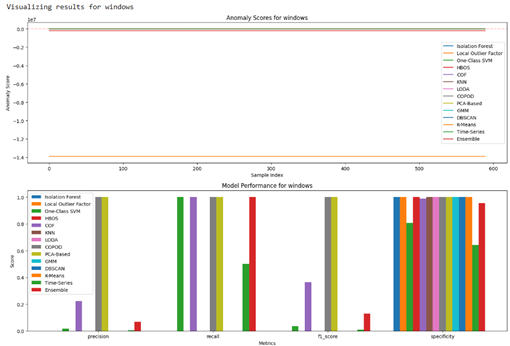 Visualizing results for windows
Anomaly Scores for windows
1e7
0.0
−0.2
−0.4
−0.6
−0.8
−1.0
−1.2
−1.4
Anomaly Score
0
100
200
300
400
500
600
Sample Index
Isolation Forest
Local Outlier Factor
One-Class SVM
HBOS
COF
KNN
LODA
COPOD
PCA-Based
GMM
DBSCAN
K-Means
Time-Series
Ensemble
Model Performance for windows
1.0
0.8
0.6
0.4
0.2
0.0
Score
Isolation Forest
Local Outlier Factor
One-Class SVM
HBOS
COF
KNN
LODA
COPOD
PCA-Based
GMM
DBSCAN
K-Means
Time-Series
Ensemble
precision
recall
f1_score
specificity
Metrics